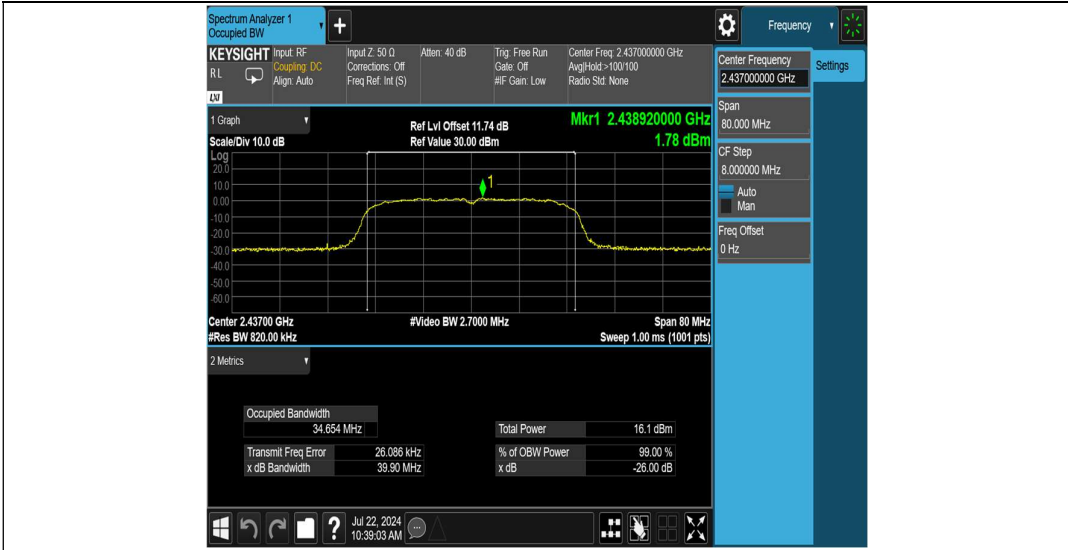 Spectrum Analyzer 1
Occupied BW
Frequency
KEYSIGHT
RL
LXI
Input: RF
Coupling: DC
Align: Auto
Input Z: 50 Ω
Corrections: Off
Freq Ref: Int (S)
Atten: 40 dB
Trig: Free Run
Gate: Off
#IF Gain: Low
Center Freq: 2.437000000 GHz
Avg|Hold:>100/100
Radio Std: None
Center Frequency
2.437000000 GHz
Settings
Span
80.000 MHz
CF Step
8.000000 MHz
Auto
Man
Freq Offset
0 Hz
1 Graph
Scale/Div 10.0 dB
Ref Lvl Offset 11.74 dB
Ref Value 30.00 dBm
Mkr1 2.438920000 GHz
1.78 dBm
Log
20.0
10.0
0.00
-10.0
-20.0
-30.0
-40.0
-50.0
-60.0
1
Center 2.43700 GHz
#Res BW 820.00 kHz
#Video BW 2.7000 MHz
Span 80 MHz
Sweep 1.00 ms (1001 pts)
2 Metrics
Occupied Bandwidth
34.654 MHz
Total Power 16.1 dBm
Transmit Freq Error 26.086 kHz
% of OBW Power 99.00 %
x dB Bandwidth 39.90 MHz
x dB -26.00 dB
?
Jul 22, 2024
10:39:03 AM